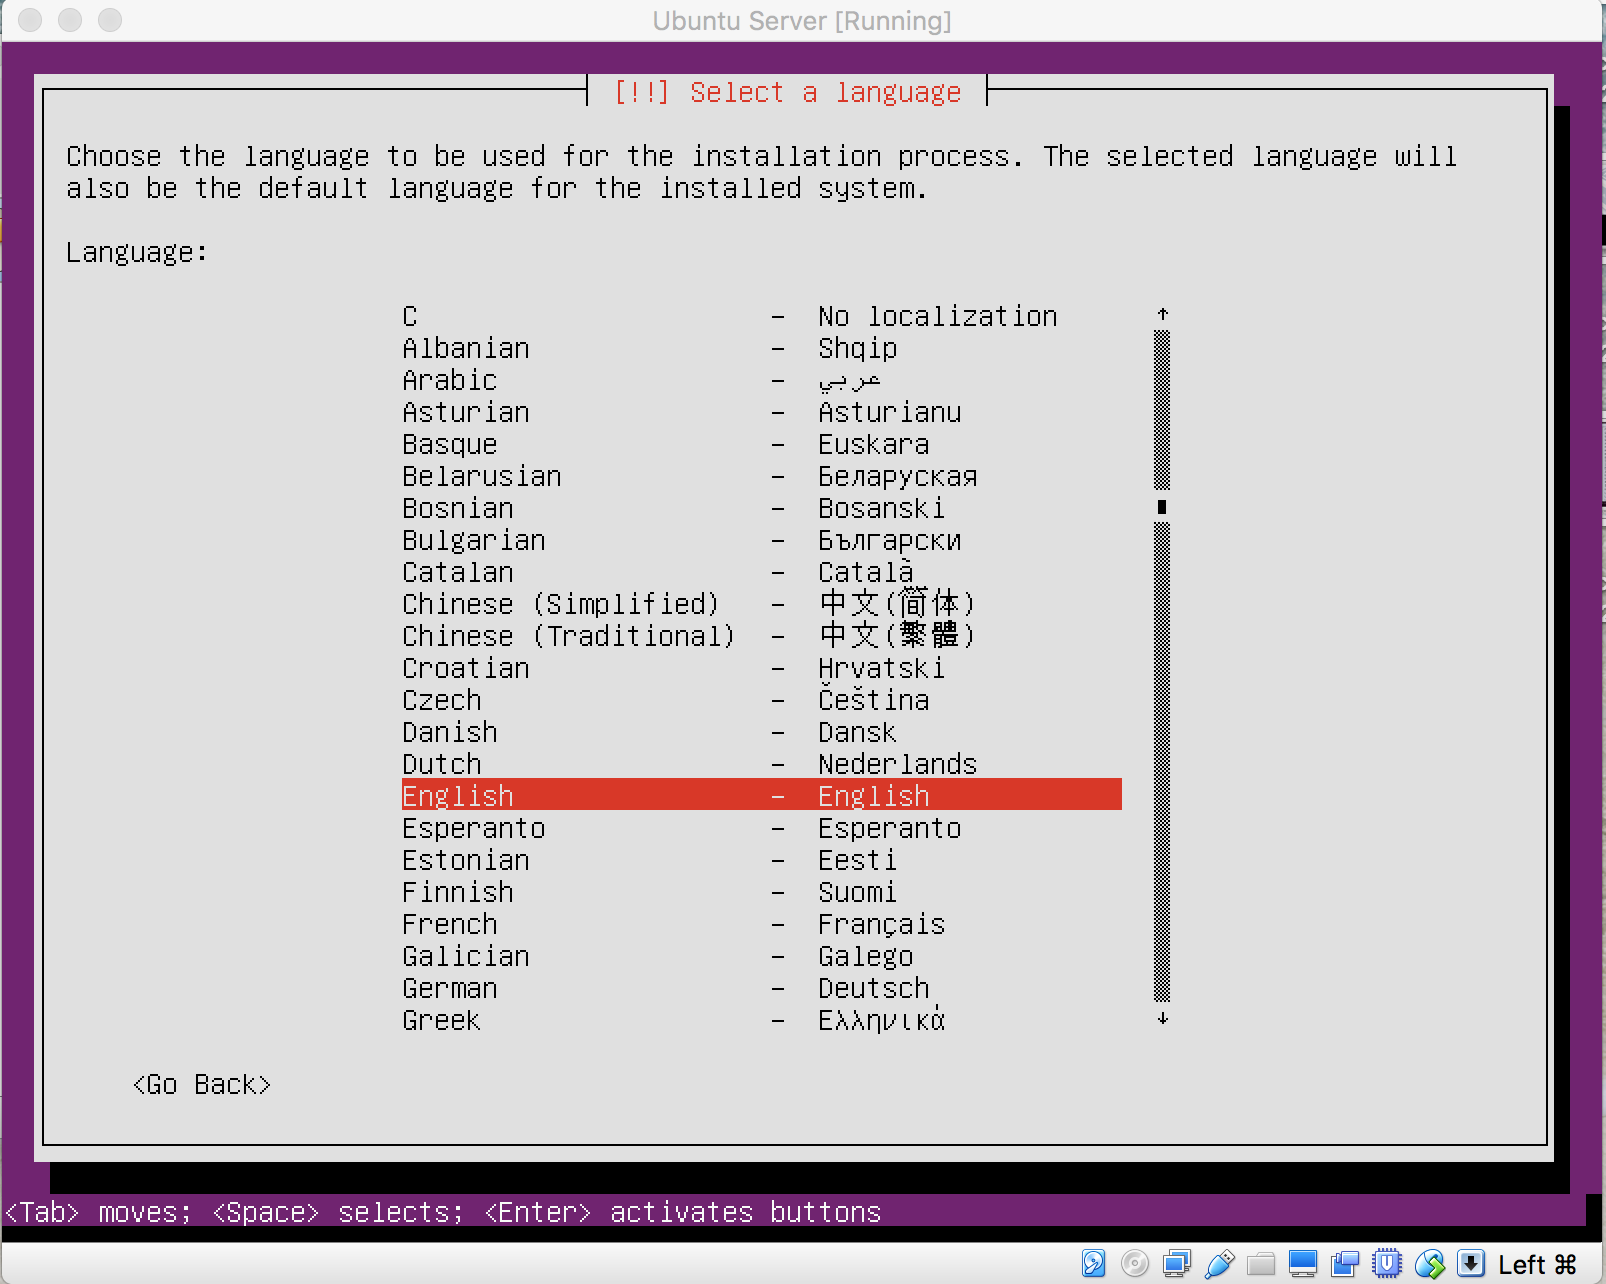 Ubuntu Server [Running]
[!!] Select a language
Choose the language to be used for the installation process. The selected language will
also be the default language for the installed system.
Language:
C - No localization
Albanian - Shqip
Arabic - عربي
Asturian - Asturianu
Basque - Euskara
Belarusian - Беларуская
Bosnian - Bosanski
Bulgarian - Български
Catalan - Català
Chinese (Simplified) - 中文(简体)
Chinese (Traditional) - 中文(繁體)
Croatian - Hrvatski
Czech - Čeština
Danish - Dansk
Dutch - Nederlands
English - English
Esperanto - Esperanto
Estonian - Eesti
Finnish - Suomi
French - Français
Galician - Galego
German - Deutsch
Greek - Ελληνικά
<Go Back>
<Tab> moves; <Space> selects; <Enter> activates buttons
Left ⌘